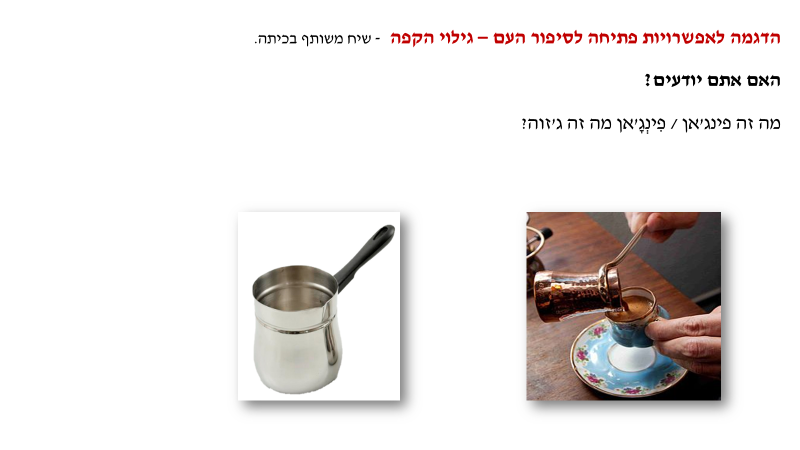 הדגמה לאפשרויות פתיחה לסיפור העם – גילוי הקפה - שיח משותף בכיתה.
האם אתם יודעים?
מה זה פינג'אן / פִינְגָ'אן מה זה ג'זוה?